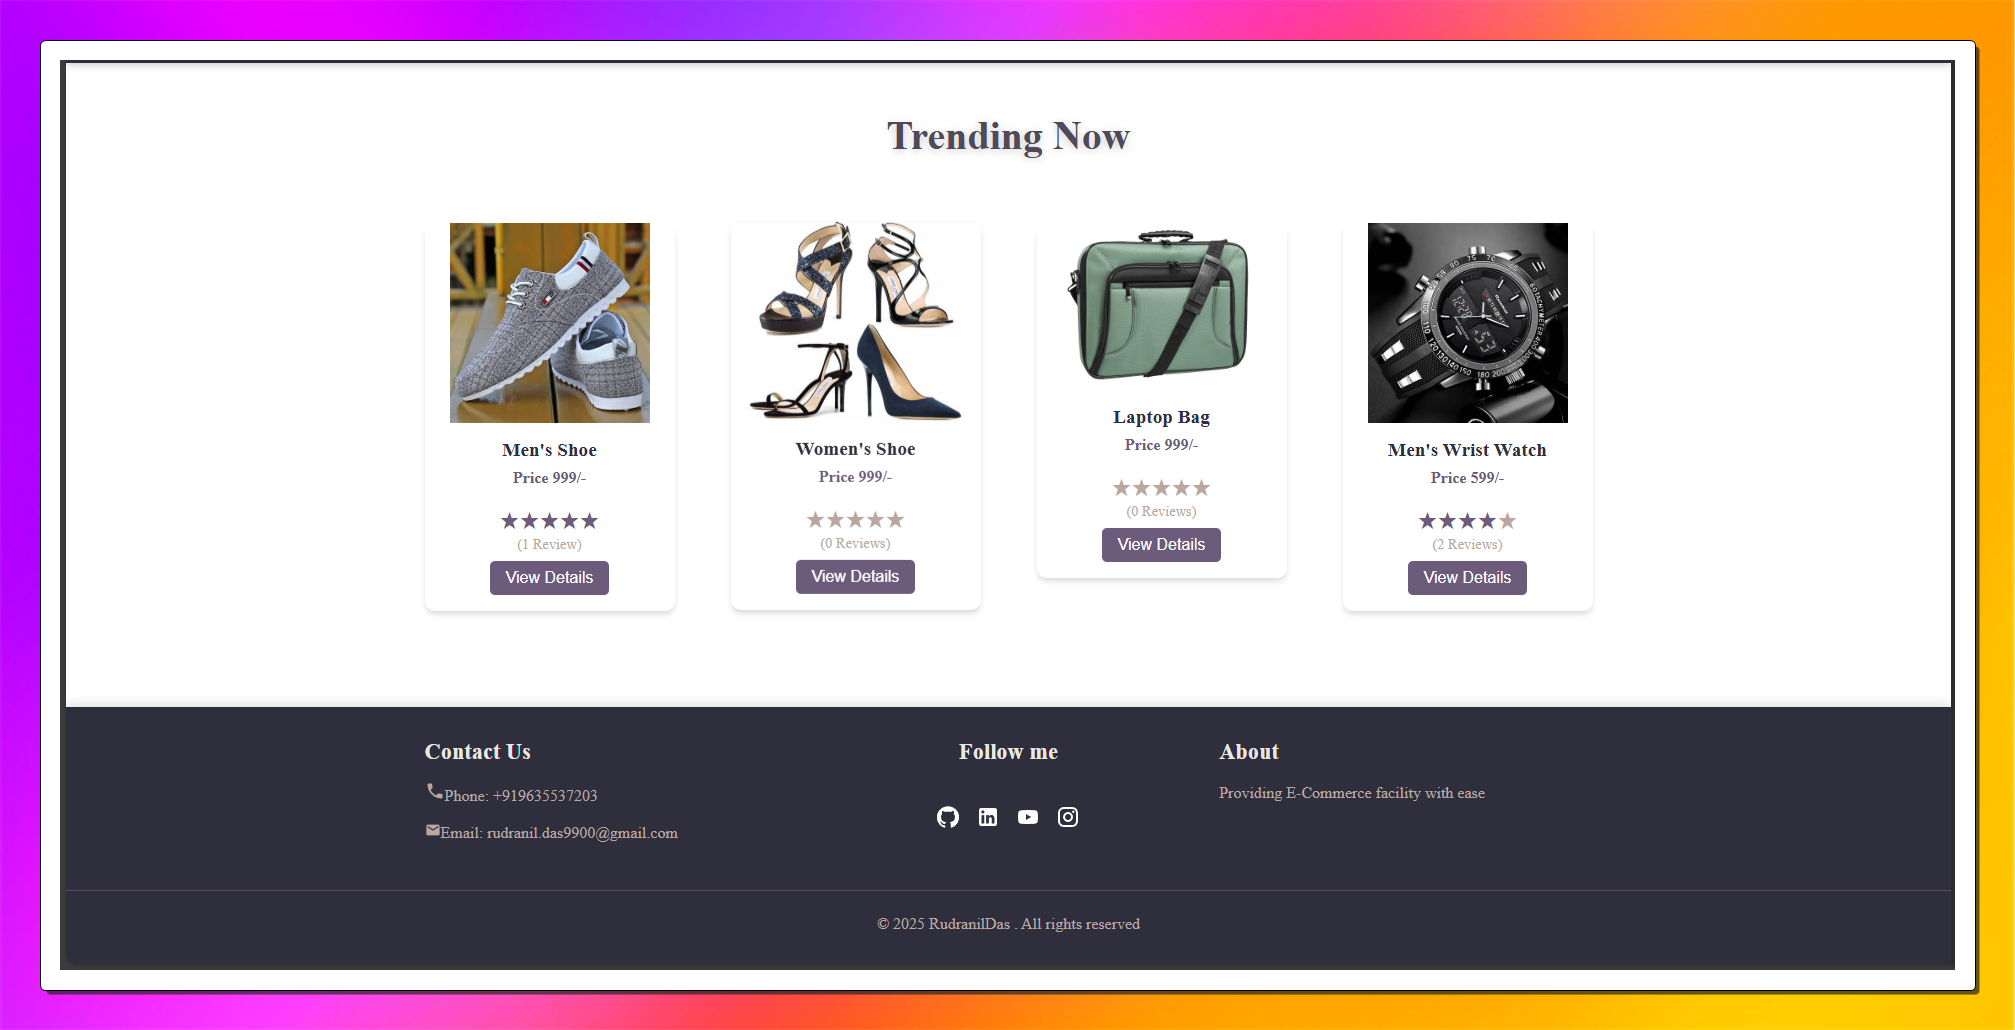 Trending Now
Men's Shoe
Price 999/-
(1 Review)
View Details
Women's Shoe
Price 999/-
(0 Reviews)
View Details
Laptop Bag
Price 999/-
(0 Reviews)
View Details
Men's Wrist Watch
Price 599/-
(2 Reviews)
View Details
Contact Us
Phone: +919635537203
Email: rudranil.das9900@gmail.com
Follow me
About
Providing E-Commerce facility with ease
© 2025 RudranilDas . All rights reserved